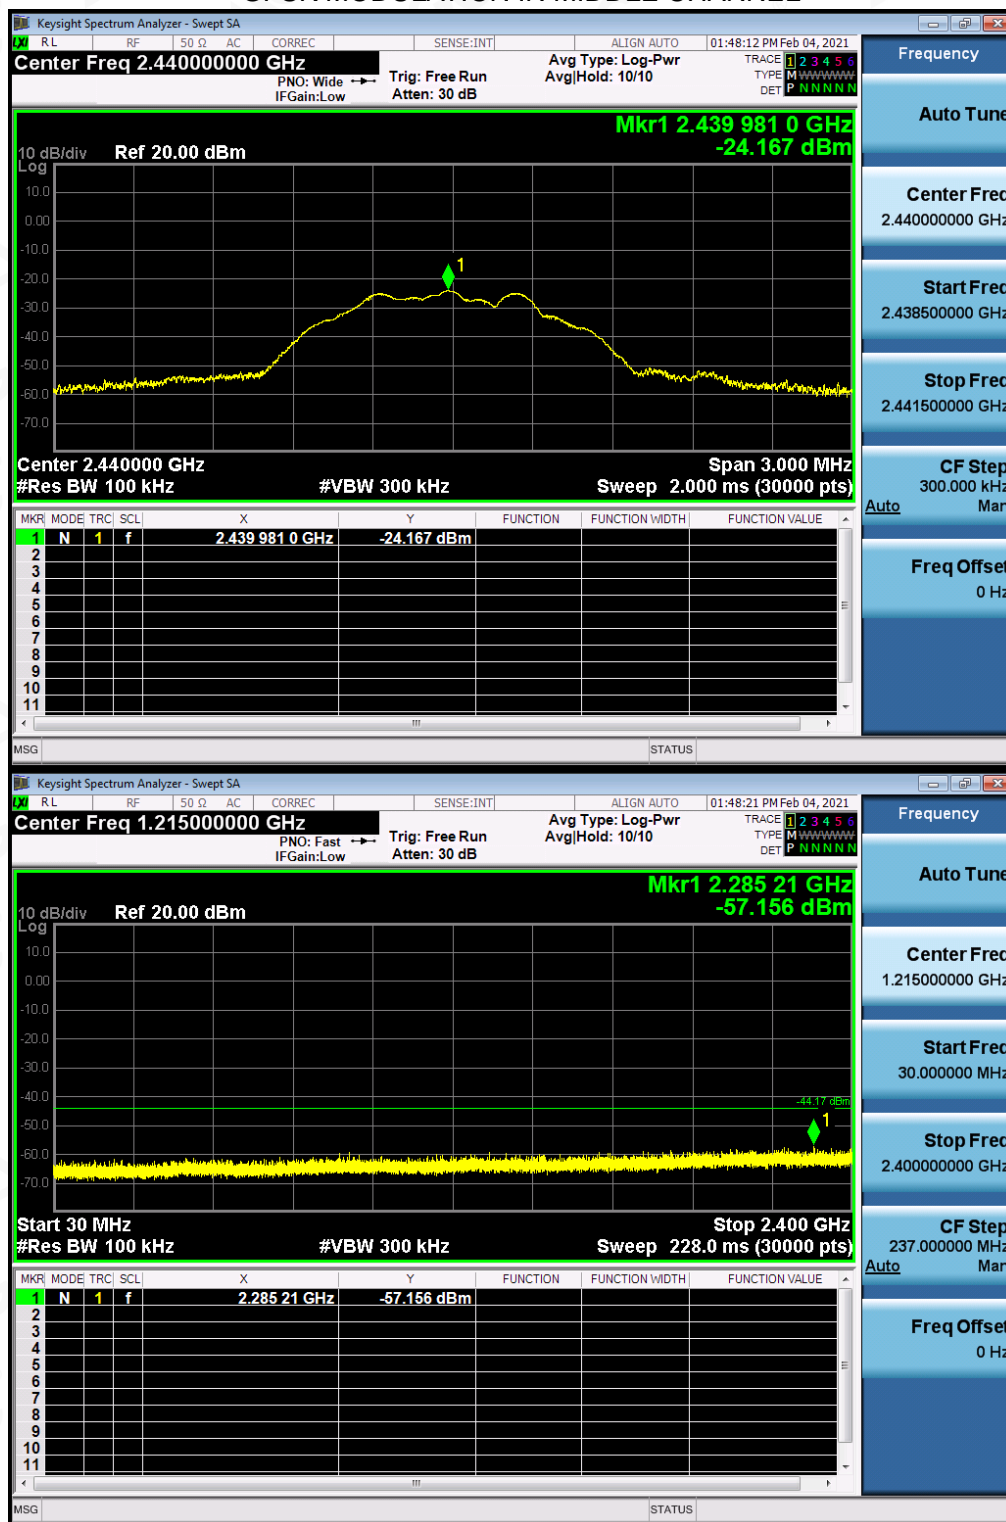 Keysight Spectrum Analyzer - Swept SA
LXI RL RF 50 Ω AC CORREC SENSE:INT ALIGN AUTO 01:48:12 PM Feb 04, 2021
Center Freq 2.440000000 GHz
PNO: Wide
IFGain:Low
Trig: Free Run
Atten: 30 dB
Avg Type: Log-Pwr
Avg|Hold: 10/10
TRACE 1 2 3 4 5 6
TYPE M WWWWW
DET P N N N N N
Mkr1 2.439 981 0 GHz
-24.167 dBm
10 dB/div Ref 20.00 dBm
Log
10.0
0.00
-10.0
-20.0
-30.0
-40.0
-50.0
-60.0
-70.0
1
Center 2.440000 GHz Span 3.000 MHz
#Res BW 100 kHz #VBW 300 kHz Sweep 2.000 ms (30000 pts)
MKR MODE TRC SCL X Y FUNCTION FUNCTION WIDTH FUNCTION VALUE
1 N 1 f 2.439 981 0 GHz -24.167 dBm
2
3
4
5
6
7
8
9
10
11
MSG STATUS
Frequency
Auto Tune
Center Freq
2.440000000 GHz
Start Freq
2.438500000 GHz
Stop Freq
2.441500000 GHz
CF Step
300.000 kHz
Auto Man
Freq Offset
0 Hz
Keysight Spectrum Analyzer - Swept SA
LXI RL RF 50 Ω AC CORREC SENSE:INT ALIGN AUTO 01:48:21 PM Feb 04, 2021
Center Freq 1.215000000 GHz
PNO: Fast
IFGain:Low
Trig: Free Run
Atten: 30 dB
Avg Type: Log-Pwr
Avg|Hold: 10/10
TRACE 1 2 3 4 5 6
TYPE M WWWWW
DET P N N N N N
Mkr1 2.285 21 GHz
-57.156 dBm
10 dB/div Ref 20.00 dBm
Log
10.0
0.00
-10.0
-20.0
-30.0
-40.0
-50.0
-60.0
-70.0
-44.17 dBm
1
Start 30 MHz Stop 2.400 GHz
#Res BW 100 kHz #VBW 300 kHz Sweep 228.0 ms (30000 pts)
MKR MODE TRC SCL X Y FUNCTION FUNCTION WIDTH FUNCTION VALUE
1 N 1 f 2.285 21 GHz -57.156 dBm
2
3
4
5
6
7
8
9
10
11
MSG STATUS
Frequency
Auto Tune
Center Freq
1.215000000 GHz
Start Freq
30.000000 MHz
Stop Freq
2.400000000 GHz
CF Step
237.000000 MHz
Auto Man
Freq Offset
0 Hz